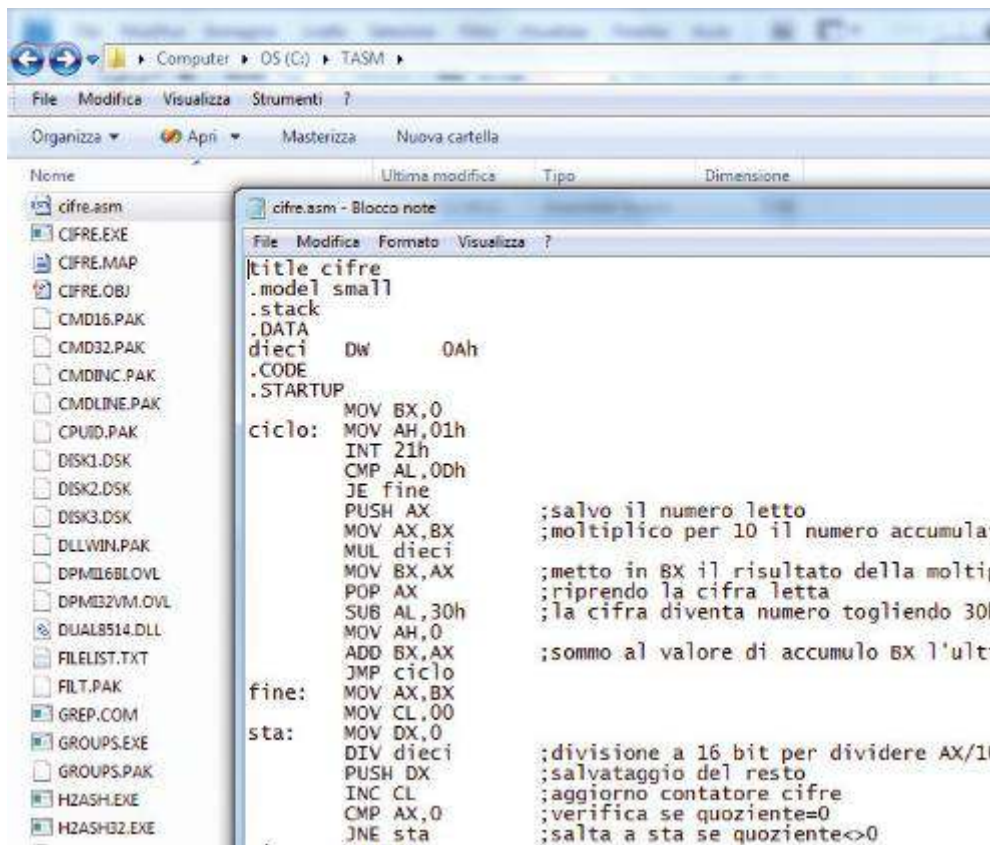 Computer ▸ OS (C:) ▸ TASM ▸
File Modifica Visualizza Strumenti ?
Organizza Apri Masterizza Nuova cartella
Nome Ultima modifica Tipo Dimensione
cifre.asm
CIFRE.EXE
CIFRE.MAP
CIFRE.OBJ
CMD16.PAK
CMD32.PAK
CMDINC.PAK
CMDLINE.PAK
CPUID.PAK
DISK1.DSK
DISK2.DSK
DISK3.DSK
DLLWIN.PAK
DPMI16BI.OVL
DPMI32VM.OVL
DUAL8514.DLL
FILELIST.TXT
FILT.PAK
GREP.COM
GROUPS.EXE
GROUPS.PAK
H2ASH.EXE
H2ASH32.EXE
cifre.asm - Blocco note
File Modifica Formato Visualizza ?
title cifre
.model small
.stack
.DATA
dieci DW 0Ah
.CODE
.STARTUP
MOV BX,0
ciclo: MOV AH,01h
INT 21h
CMP AL,0Dh
JE fine
PUSH AX ;salvo il numero letto
MOV AX,BX ;moltiplico per 10 il numero accumula
MUL dieci
MOV BX,AX ;metto in BX il risultato della moltip
POP AX ;riprendo la cifra letta
SUB AL,30h ;la cifra diventa numero togliendo 30h
MOV AH,0
ADD BX,AX ;sommo al valore di accumulo BX l'ult
JMP ciclo
fine: MOV AX,BX
MOV CL,00
sta: MOV DX,0
DIV dieci ;divisione a 16 bit per dividere AX/10
PUSH DX ;salvataggio del resto
INC CL ;aggiorno contatore cifre
CMP AX,0 ;verifica se quoziente=0
JNE sta ;salta a sta se quoziente<>0